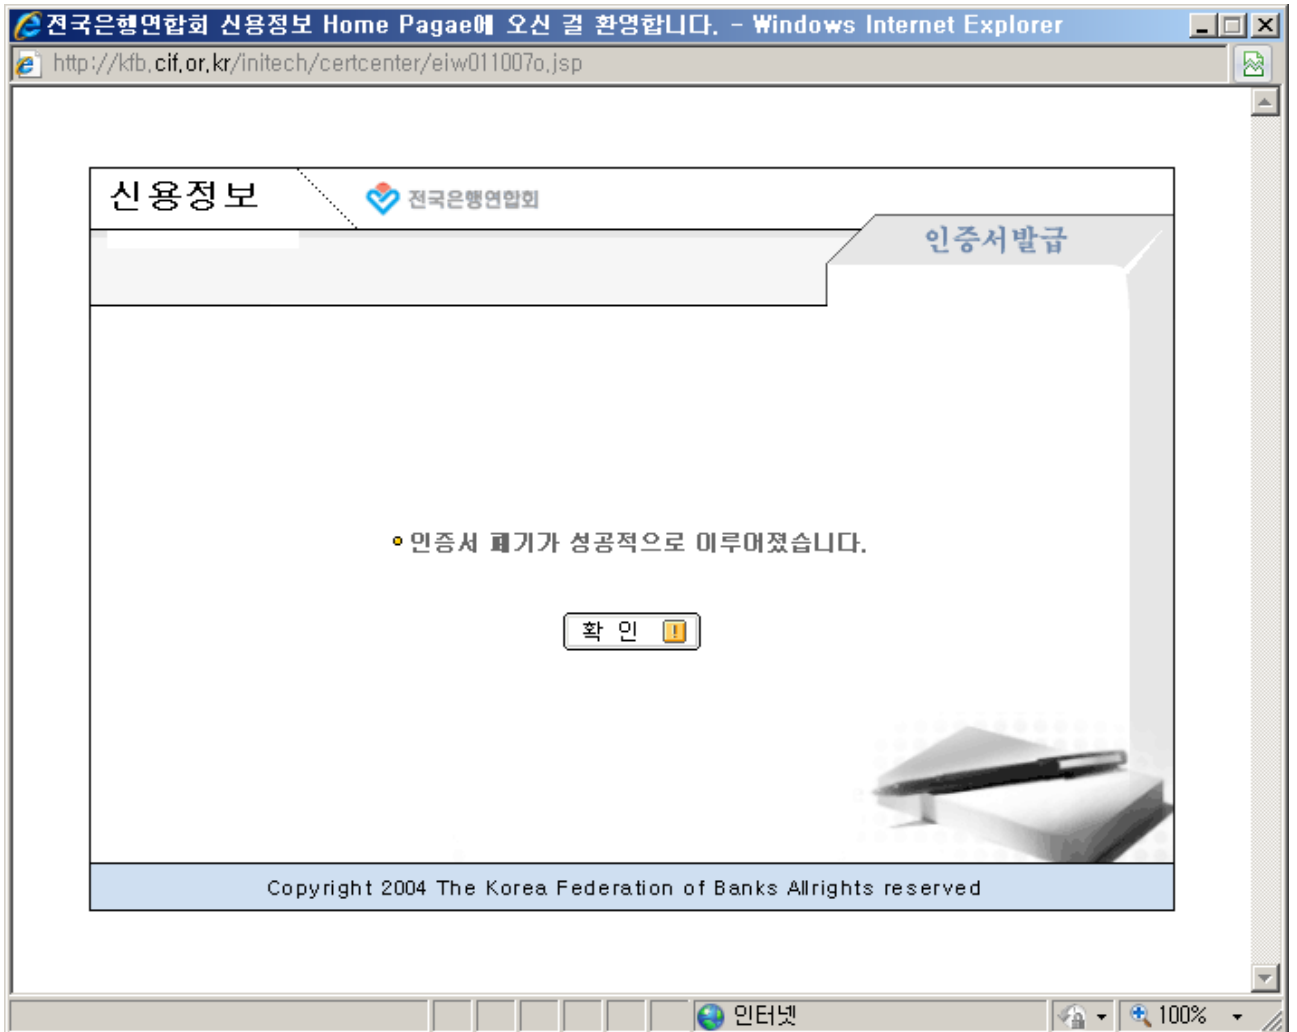 전국은행연합회 신용정보 Home Pagae에 오신 걸 환영합니다. - Windows Internet Explorer
http://kfb.cif.or.kr/initech/certcenter/eiw011007o.jsp
신용정보
전국은행연합회
인증서발급
인증서 폐기가 성공적으로 이루어졌습니다.
확 인
Copyright 2004 The Korea Federation of Banks Allrights reserved
인터넷
100%